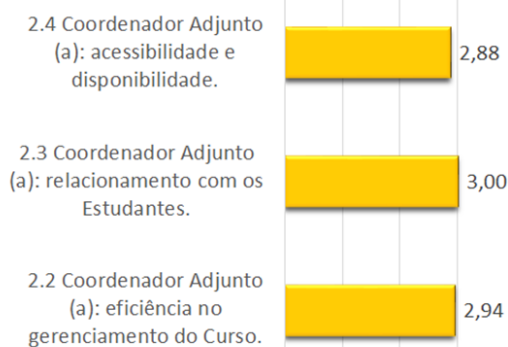 2.4 Coordenador Adjunto
(a): acessibilidade e
disponibilidade.
2,88
2.3 Coordenador Adjunto
(a): relacionamento com os
Estudantes.
3,00
2.2 Coordenador Adjunto
(a): eficiência no
gerenciamento do Curso.
2,94